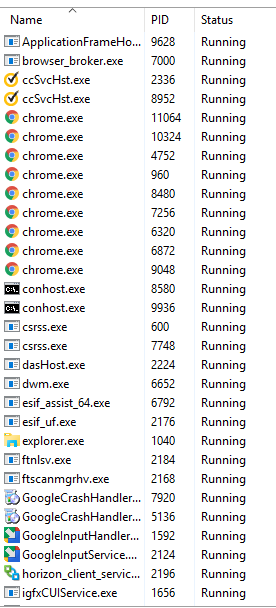 Name PID Status
ApplicationFrameHo... 9628 Running
browser_broker.exe 7000 Running
ccSvcHst.exe 2336 Running
ccSvcHst.exe 8952 Running
chrome.exe 11064 Running
chrome.exe 10324 Running
chrome.exe 4752 Running
chrome.exe 960 Running
chrome.exe 8480 Running
chrome.exe 7256 Running
chrome.exe 6320 Running
chrome.exe 6872 Running
chrome.exe 9048 Running
conhost.exe 8580 Running
conhost.exe 9936 Running
csrss.exe 600 Running
csrss.exe 7748 Running
dasHost.exe 2224 Running
dwm.exe 6652 Running
esif_assist_64.exe 6792 Running
esif_uf.exe 2176 Running
explorer.exe 1040 Running
ftnlsv.exe 2184 Running
ftscanmgrhv.exe 2168 Running
GoogleCrashHandler... 7920 Running
GoogleCrashHandler... 5136 Running
GoogleInputHandler... 1592 Running
GoogleInputService.... 2124 Running
horizon_client_servic... 2196 Running
igfxCUIService.exe 1656 Running